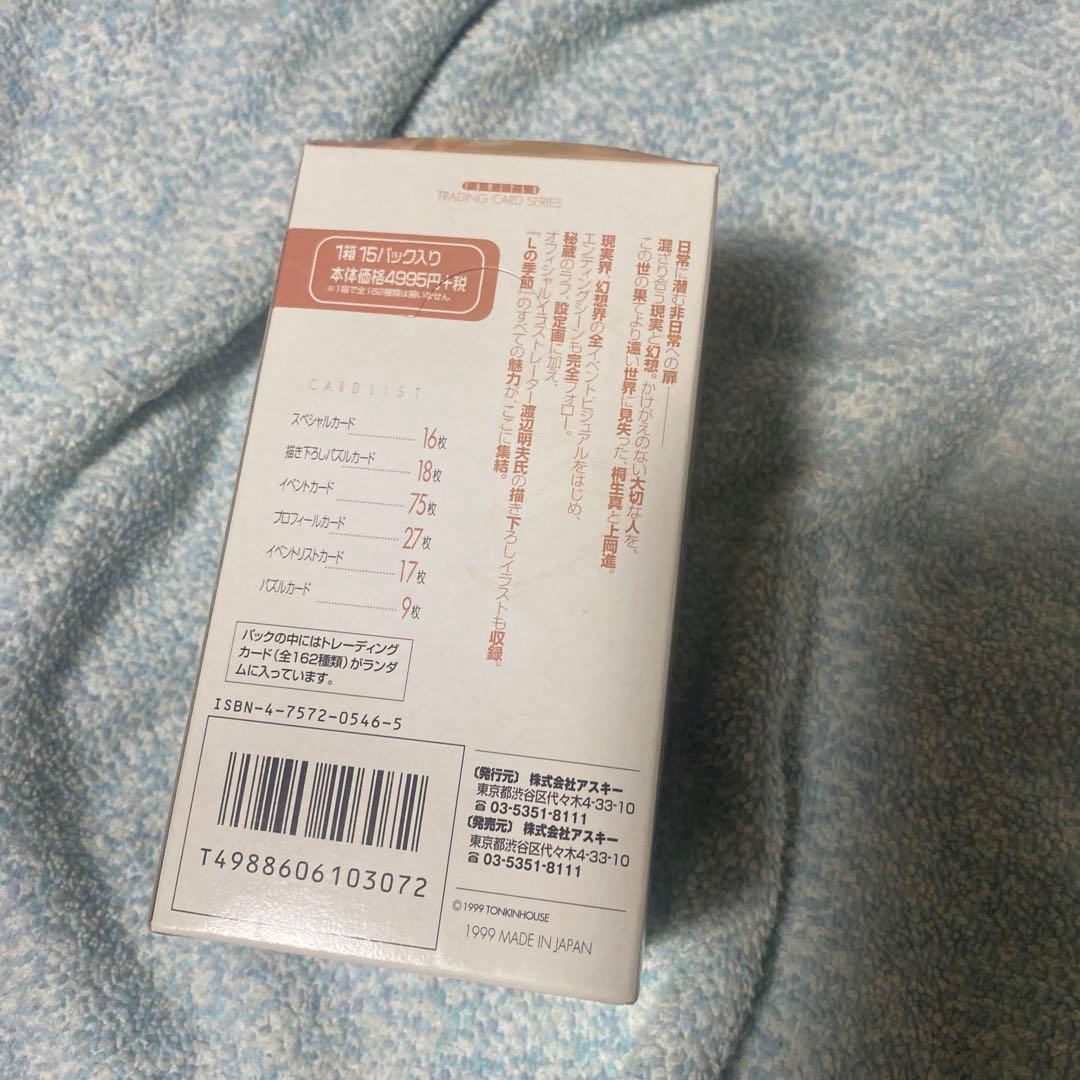 ZAMETSU
TRADING CARD SERIES
1箱15パック入り
本体価格4995円+税
※1箱で全162種類は揃いません
日常に潜む非日常への扉――
混ざり合う現実と幻想。かけがえのない大切な人を、
この世の果てより遠い世界に見失った、桐生真と上岡進。
現実界、幻想界の全イベントビジュアルをはじめ、
エンディングシーンも完全フォロー。
秘蔵のラフ、設定画に加え、
オフィシャルイラストレーター渡辺明夫氏の描き下ろしイラストも収録。
『Lの季節』のすべての魅力が、ここに集結。
CARD LIST
スペシャルカード 16枚
描き下ろしパズルカード 18枚
イベントカード 75枚
プロフィールカード 27枚
イベントリストカード 17枚
パズルカード 9枚
パックの中にはトレーディング
カード（全162種類）がランダ
ムに入っています。
ISBN-4-7572-0546-5
T4988606103072
〔発行元〕 株式会社アスキー
東京都渋谷区代々木4-33-10
☎ 03-5351-8111
〔発売元〕 株式会社アスキー
東京都渋谷区代々木4-33-10
☎ 03-5351-8111
© 1999 TONKINHOUSE
1999 MADE IN JAPAN